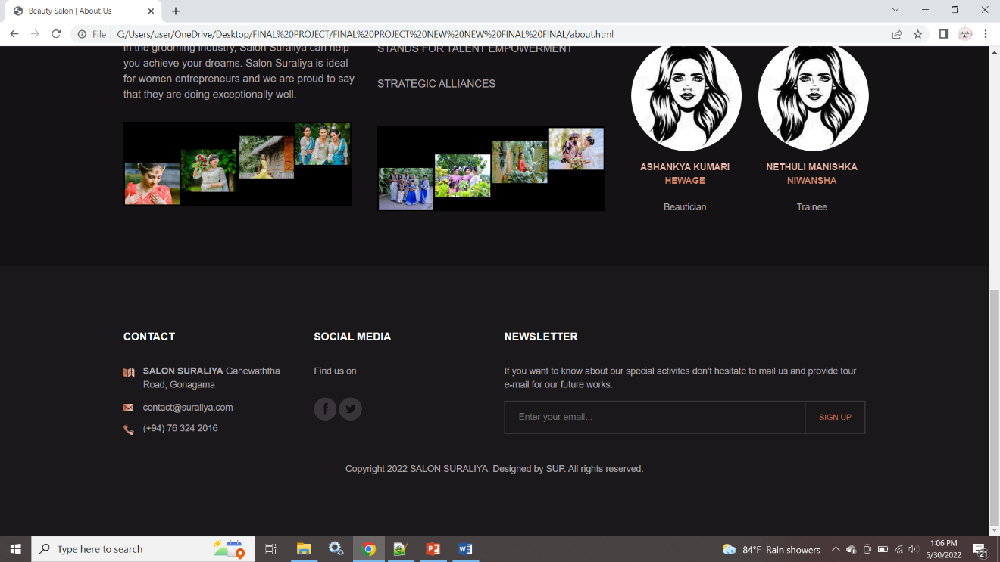 Beauty Salon | About Us
File
C:/Users/user/OneDrive/Desktop/FINAL%20PROJECT/FINAL%20PROJECT%20NEW%20NEW%20FINAL%20FINAL/about.html
in the grooming industry, Salon Suraliya can help
you achieve your dreams. Salon Suraliya is ideal
for women entrepreneurs and we are proud to say
that they are doing exceptionally well.
STANDS FOR TALENT EMPOWERMENT
STRATEGIC ALLIANCES
ASHANKYA KUMARI
HEWAGE
Beautician
NETHULI MANISHKA
NIWANSHA
Trainee
CONTACT
SALON SURALIYA Ganewaththa
Road, Gonagama
contact@suraliya.com
(+94) 76 324 2016
SOCIAL MEDIA
Find us on
NEWSLETTER
If you want to know about our special activites don't hesitate to mail us and provide tour
e-mail for our future works.
Enter your email...
SIGN UP
Copyright 2022 SALON SURALIYA. Designed by SUP. All rights reserved.
Type here to search
84°F Rain showers
1:06 PM
5/30/2022
21